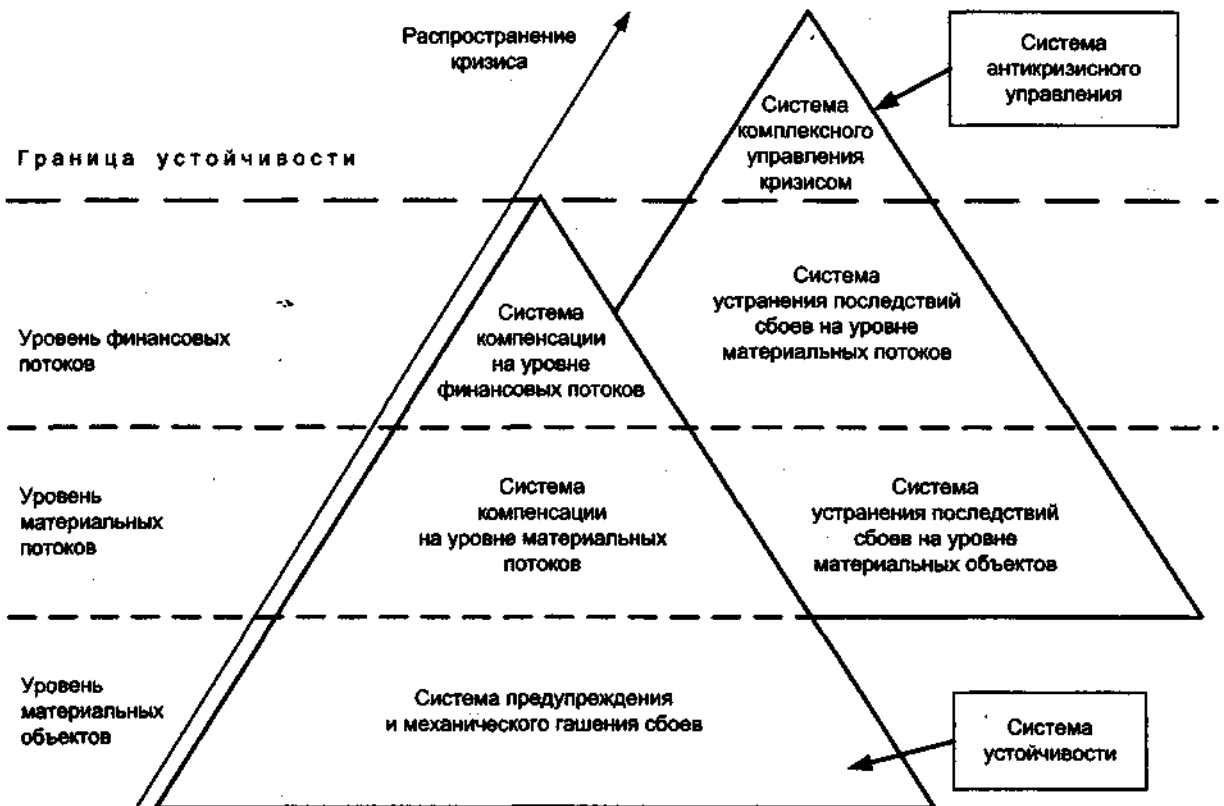 Распространение
кризиса
Система
антикризисного
управления
Система
комплексного
управления
кризисом
Граница устойчивости
Уровень финансовых
потоков
Система
компенсации
на уровне
финансовых потоков
Система
устранения последствий
сбоев на уровне
материальных потоков
Уровень
материальных
потоков
Система
компенсации
на уровне материальных
потоков
Система
устранения последствий
сбоев на уровне
материальных объектов
Уровень
материальных
объектов
Система предупреждения
и механического гашения сбоев
Система
устойчивости